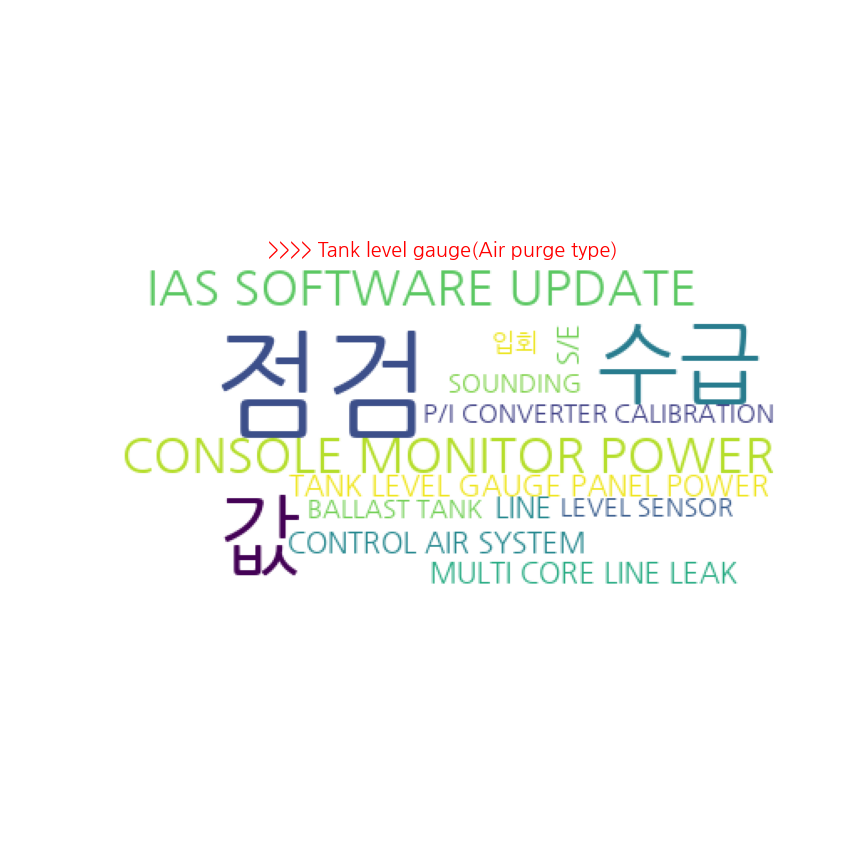 >>>> Tank level gauge(Air purge type)
IAS SOFTWARE UPDATE
점검
입회
S/E
수급
SOUNDING
P/I CONVERTER CALIBRATION
CONSOLE MONITOR POWER
TANK LEVEL GAUGE PANEL POWER
값
BALLAST TANK
LINE
LEVEL SENSOR
CONTROL AIR SYSTEM
MULTI CORE LINE LEAK